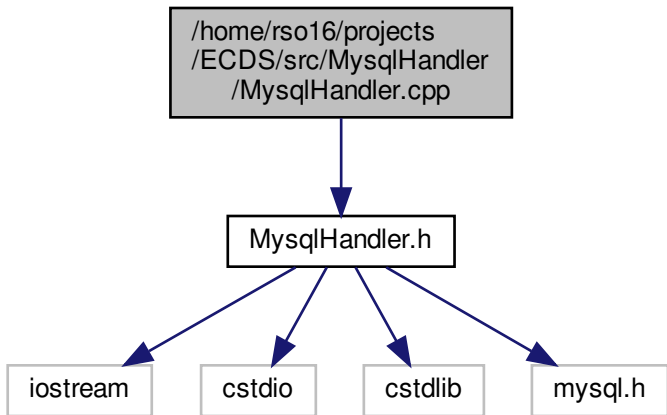 /home/rso16/projects
/ECDS/src/MysqlHandler
/MysqlHandler.cpp
MysqlHandler.h
iostream
cstdio
cstdlib
mysql.h